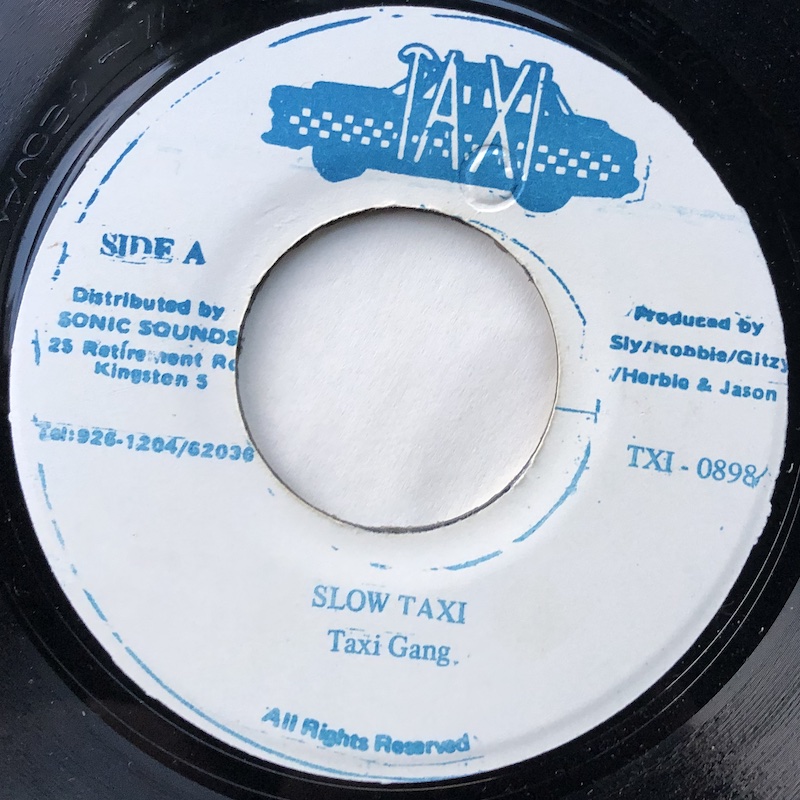 TAXI
SIDE A
Distributed by
SONIC SOUNDS
25 Retirement Rd
Kingston 5
Tel:926-1204/62036
Produced by
Sly/Robbie/Gitzy
/Herbie & Jason
TXI - 0898/
SLOW TAXI
Taxi Gang.
All Rights Reserved